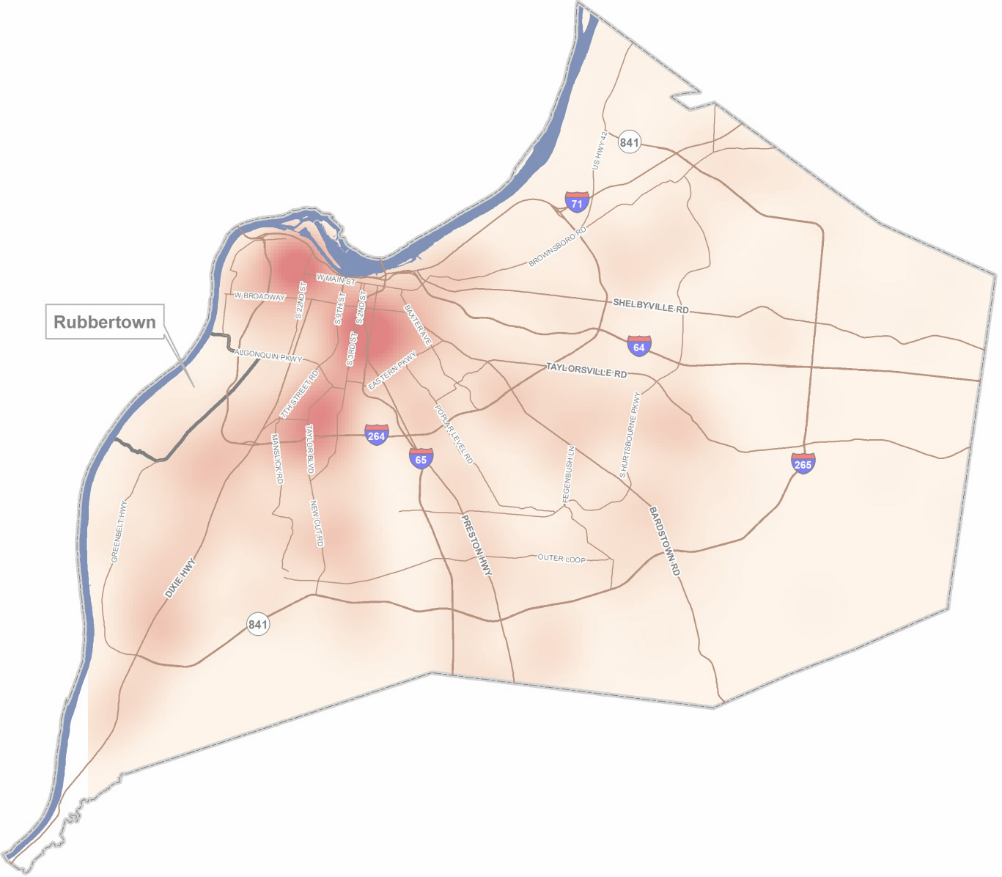 841
US HWY 42
71
BROWNSBORO RD
W MAIN ST
W BROADWAY
S 22ND ST
S 9TH ST
S 2ND ST
BAXTER AVE
SHELBYVILLE RD
Rubbertown
S 3RD ST
64
ALGONQUIN PKWY
EASTERN PKWY
TAYLORSVILLE RD
7TH STREET RD
POPLAR LEVEL RD
S HURTSBOURNE PKWY
MANSLICK RD
TAYLOR BLVD
264
65
265
FEGENBUSH LN
GREENBELT HWY
NEW CUT RD
PRESTON HWY
BARDSTOWN RD
DIXIE HWY
OUTER LOOP
841